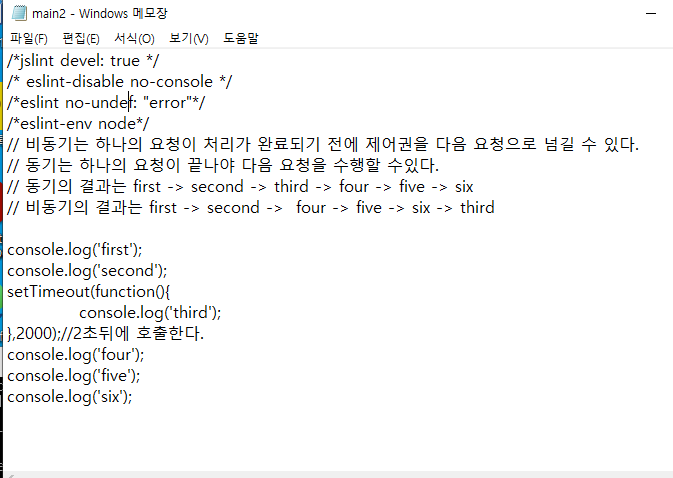 main2 - Windows 메모장
파일(F) 편집(E) 서식(O) 보기(V) 도움말
/*jslint devel: true */
/* eslint-disable no-console */
/*eslint no-undef: "error"*/
/*eslint-env node*/
// 비동기는 하나의 요청이 처리가 완료되기 전에 제어권을 다음 요청으로 넘길 수 있다.
// 동기는 하나의 요청이 끝나야 다음 요청을 수행할 수있다.
// 동기의 결과는 first -> second -> third -> four -> five -> six
// 비동기의 결과는 first -> second ->  four -> five -> six -> third
console.log('first');
console.log('second');
setTimeout(function(){
console.log('third');
},2000);//2초뒤에 호출한다.
console.log('four');
console.log('five');
console.log('six');